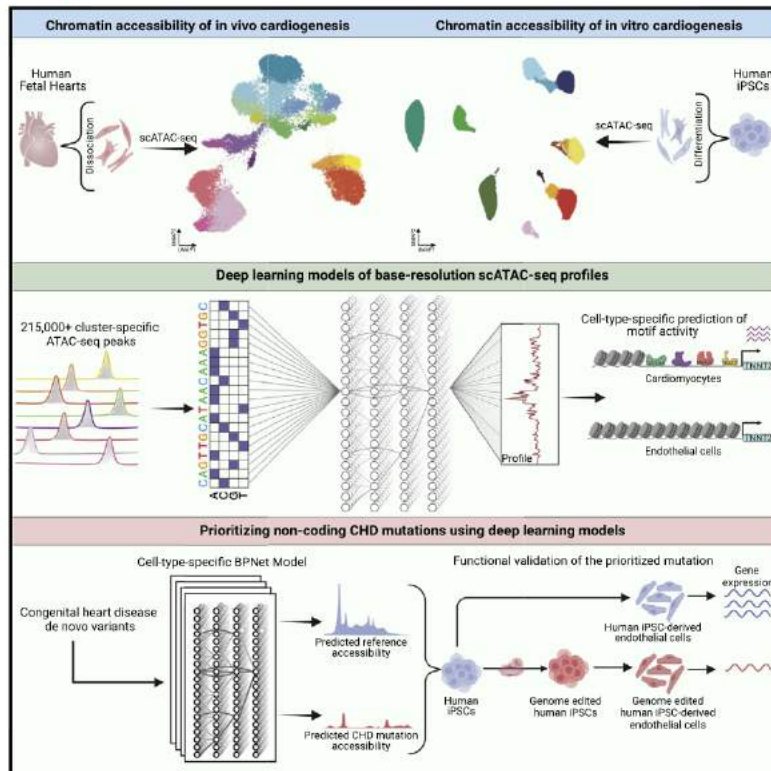 Chromatin accessibility of in vivo cardiogenesis
Chromatin accessibility of in vitro cardiogenesis
Human
Fetal Hearts
Dissociation
scATAC-seq
UMAP2
UMAP1
scATAC-seq
Differentiation
Human
iPSCs
UMAP2
UMAP1
Deep learning models of base-resolution scATAC-seq profiles
215,000+ cluster-specific
ATAC-seq peaks
CAGTTGCATAACAAAGGTGC
ACGT
Profile
Cell-type-specific prediction of
motif activity
TNNT2
Cardiomyocytes
TNNT2
Endothelial cells
Prioritizing non-coding CHD mutations using deep learning models
Cell-type-specific BPNet Model
Congenital heart disease
de novo variants
Predicted reference
accessibility
Predicted CHD mutation
accessibility
Functional validation of the prioritized mutation
Human
iPSCs
Human iPSC-derived
endothelial cells
Gene
expression
Genome edited
human iPSCs
Genome edited
human iPSC-derived
endothelial cells